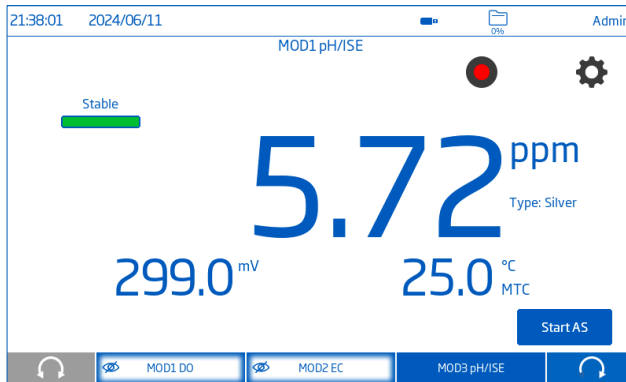 21:38:01 2024/06/11 0% Admin
MOD1 pH/ISE
Stable
5.72 ppm
Type: Silver
299.0 mV 25.0 °C
MTC
Start AS
MOD1 DO MOD2 EC MOD3 pH/ISE